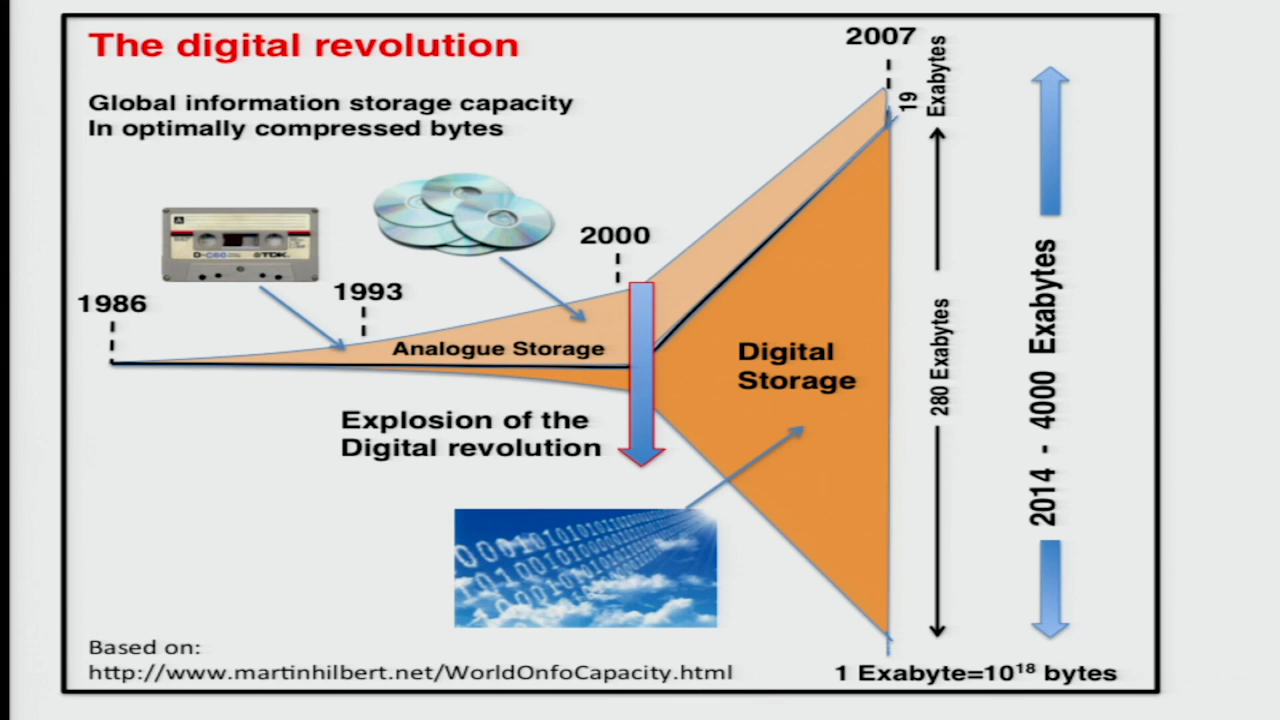 The digital revolution
Global information storage capacity
In optimally compressed bytes
1986
1993
2000
2007
A
D-C60
TDK
Analogue Storage
Explosion of the
Digital revolution
Digital
Storage
19
Exabytes
280 Exabytes
2014 - 4000 Exabytes
Based on:
http://www.martinhilbert.net/WorldOnfoCapacity.html
1 Exabyte=10¹⁸ bytes